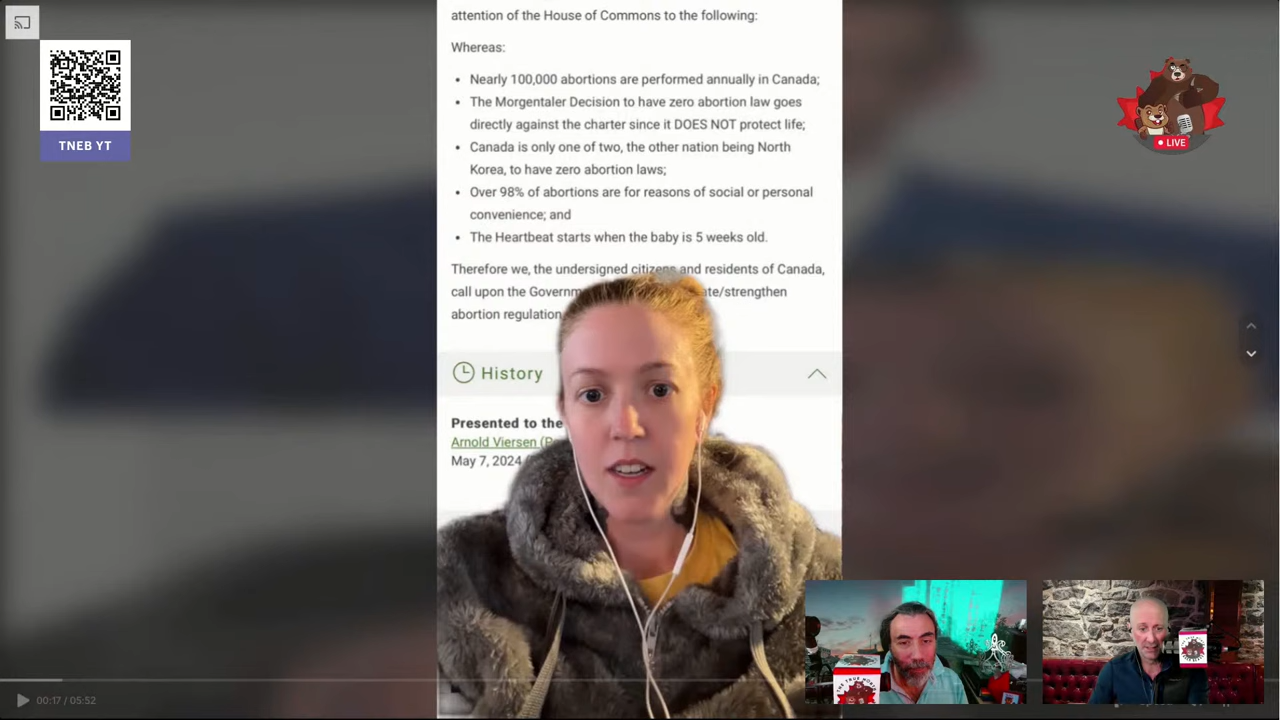 attention of the House of Commons to the following:
Whereas:
• Nearly 100,000 abortions are performed annually in Canada;
• The Morgentaler Decision to have zero abortion law goes
directly against the charter since it DOES NOT protect life;
• Canada is only one of two, the other nation being North
Korea, to have zero abortion laws;
• Over 98% of abortions are for reasons of social or personal
convenience; and
• The Heartbeat starts when the baby is 5 weeks old.
Therefore we, the undersigned citizens and residents of Canada,
call upon the Governm ate/strengthen
abortion regulation
History
Presented to the
Arnold Viersen
May 7, 2024
TNEB YT
LIVE
00:17 / 05:52